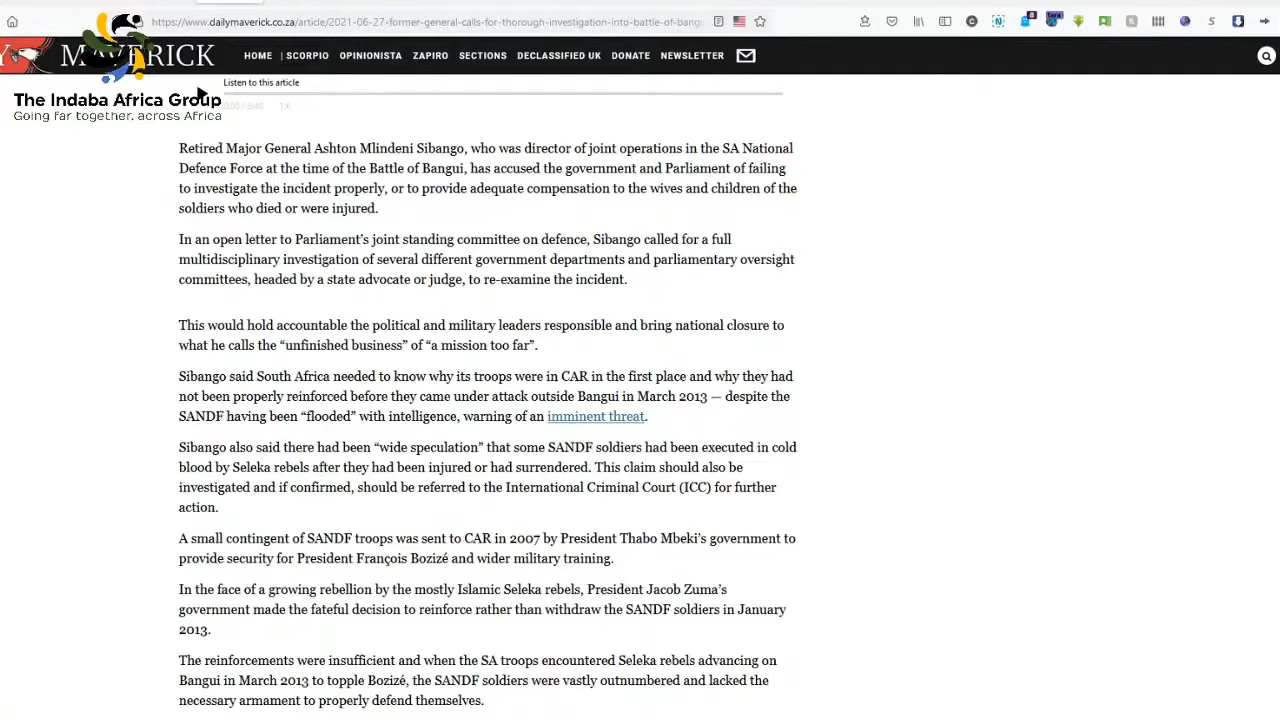 https://www.dailymaverick.co.za/article/2021-06-27-former-general-calls-for-thorough-investigation-into-battle-of-bang
Y MAVERICK
HOME | SCORPIO OPINIONISTA ZAPIRO SECTIONS DECLASSIFIED UK DONATE NEWSLETTER
The Indaba Africa Group
Going far together, across Africa
Listen to this article
1X
Retired Major General Ashton Mlindeni Sibango, who was director of joint operations in the SA National
Defence Force at the time of the Battle of Bangui, has accused the government and Parliament of failing
to investigate the incident properly, or to provide adequate compensation to the wives and children of the
soldiers who died or were injured.
In an open letter to Parliament’s joint standing committee on defence, Sibango called for a full
multidisciplinary investigation of several different government departments and parliamentary oversight
committees, headed by a state advocate or judge, to re-examine the incident.
This would hold accountable the political and military leaders responsible and bring national closure to
what he calls the “unfinished business” of “a mission too far”.
Sibango said South Africa needed to know why its troops were in CAR in the first place and why they had
not been properly reinforced before they came under attack outside Bangui in March 2013 — despite the
SANDF having been “flooded” with intelligence, warning of an imminent threat.
Sibango also said there had been “wide speculation” that some SANDF soldiers had been executed in cold
blood by Seleka rebels after they had been injured or had surrendered. This claim should also be
investigated and if confirmed, should be referred to the International Criminal Court (ICC) for further
action.
A small contingent of SANDF troops was sent to CAR in 2007 by President Thabo Mbeki’s government to
provide security for President François Bozizé and wider military training.
In the face of a growing rebellion by the mostly Islamic Seleka rebels, President Jacob Zuma’s
government made the fateful decision to reinforce rather than withdraw the SANDF soldiers in January
2013.
The reinforcements were insufficient and when the SA troops encountered Seleka rebels advancing on
Bangui in March 2013 to topple Bozizé, the SANDF soldiers were vastly outnumbered and lacked the
necessary armament to properly defend themselves.